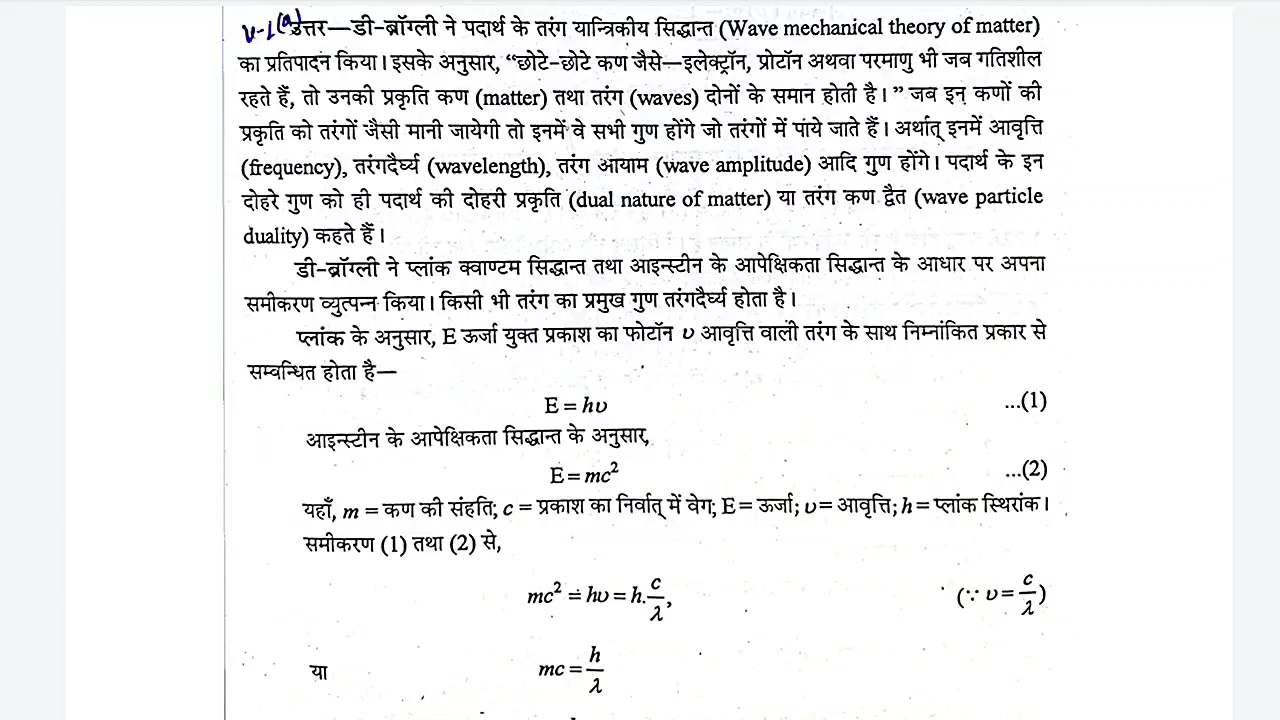 v-1(a) उत्तर—डी-ब्रॉग्ली ने पदार्थ के तरंग यान्त्रिकीय सिद्धान्त (Wave mechanical theory of matter)
का प्रतिपादन किया। इसके अनुसार, “छोटे-छोटे कण जैसे—इलेक्ट्रॉन, प्रोटॉन अथवा परमाणु भी जब गतिशील
रहते हैं, तो उनकी प्रकृति कण (matter) तथा तरंग (waves) दोनों के समान होती है।” जब इन कणों की
प्रकृति को तरंगों जैसी मानी जायेगी तो इनमें वे सभी गुण होंगे जो तरंगों में पाये जाते हैं। अर्थात् इनमें आवृत्ति
(frequency), तरंगदैर्घ्य (wavelength), तरंग आयाम (wave amplitude) आदि गुण होंगे। पदार्थ के इन
दोहरे गुण को ही पदार्थ की दोहरी प्रकृति (dual nature of matter) या तरंग कण द्वैत (wave particle
duality) कहते हैं।
डी-ब्रॉग्ली ने प्लांक क्वाण्टम सिद्धान्त तथा आइन्स्टीन के आपेक्षिकता सिद्धान्त के आधार पर अपना
समीकरण व्युत्पन्न किया। किसी भी तरंग का प्रमुख गुण तरंगदैर्घ्य होता है।
प्लांक के अनुसार, E ऊर्जा युक्त प्रकाश का फोटॉन υ आवृत्ति वाली तरंग के साथ निम्नांकित प्रकार से
सम्वन्धित होता है—
E = hυ ...(1)
आइन्स्टीन के आपेक्षिकता सिद्धान्त के अनुसार,
E = mc² ...(2)
यहाँ, m = कण की संहति; c = प्रकाश का निर्वात् में वेग; E = ऊर्जा; υ = आवृत्ति; h = प्लांक स्थिरांक।
समीकरण (1) तथा (2) से,
mc² = hυ = h.c/λ, (∵ υ = c/λ)
या mc = h/λ